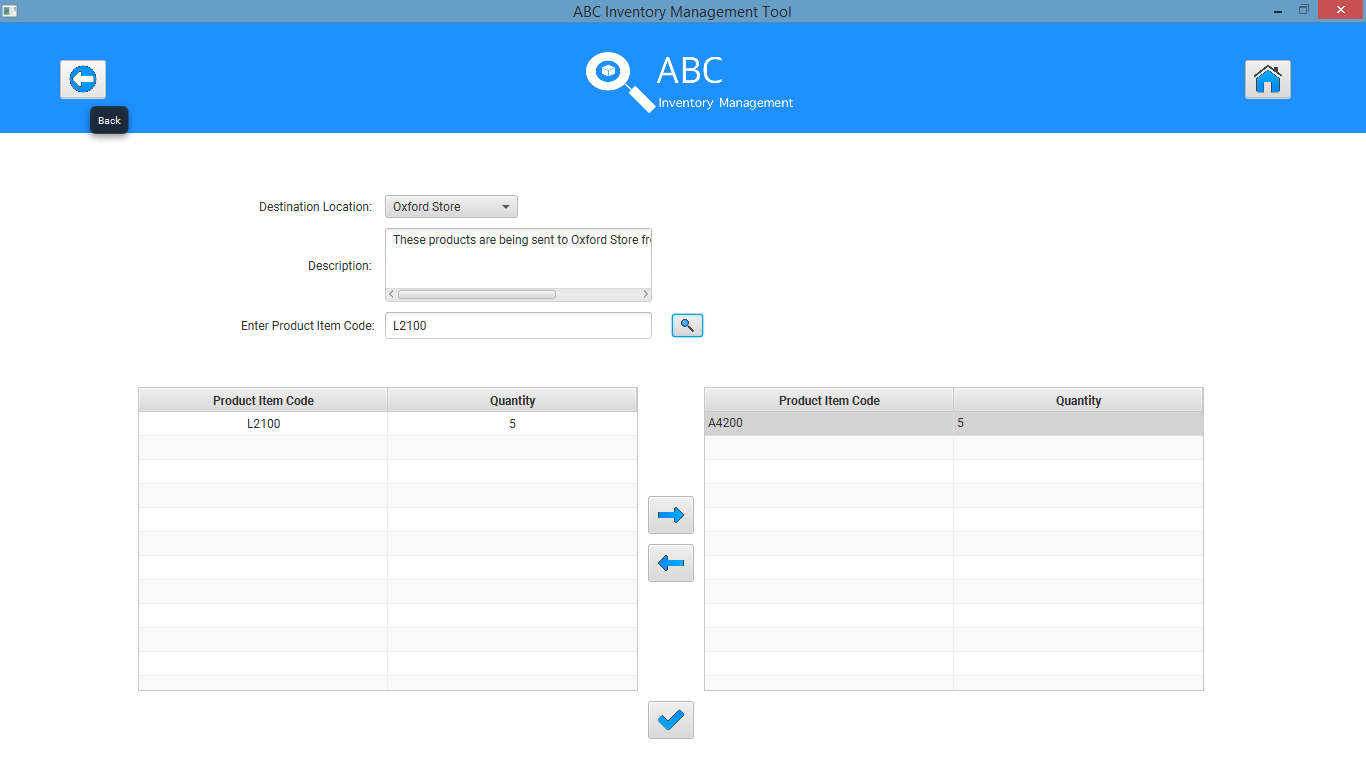 ABC Inventory Management Tool
ABC
Inventory Management
Back
Destination Location: Oxford Store
Description: These products are being sent to Oxford Store
Enter Product Item Code: L2100
Product Item Code Quantity Product Item Code Quantity
L2100 5 A4200 5